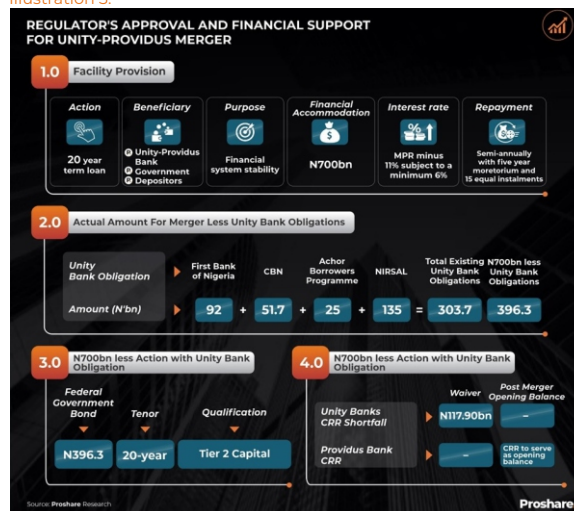 Illustration 3:
REGULATOR'S APPROVAL AND FINANCIAL SUPPORT
FOR UNITY-PROVIDUS MERGER
1.0 Facility Provision
Action
20 year
term loan
Beneficiary
Unity-Providus
Bank
Government
Depositors
Purpose
Financial
system stability
Financial
Accommodation
N700bn
Interest rate
MPR minus
11% subject to a
minimum 6%
Repayment
Semi-annually
with five year
moretorium and
15 equal instalments
2.0 Actual Amount For Merger Less Unity Bank Obligations
Unity
Bank Obligation
First Bank
of Nigeria
CBN
Achor
Borrowers
Programme
NIRSAL
Total Existing
Unity Bank
Obligations
N700bn less
Unity Bank
Obligations
Amount (N'bn)
92 + 51.7 + 25 + 135 = 303.7 396.3
3.0 N700bn less Action with Unity Bank
Obligation
Federal
Government
Bond
Tenor
Qualification
N396.3
20-year
Tier 2 Capital
4.0 N700bn less Action with Unity Bank
Obligation
Waiver
Post Merger
Opening Balance
Unity Banks
CRR Shortfall
N117.90bn
-
Providus Bank
CRR
-
CRR to serve
as opening
balance
Source: Proshare Research
Proshare